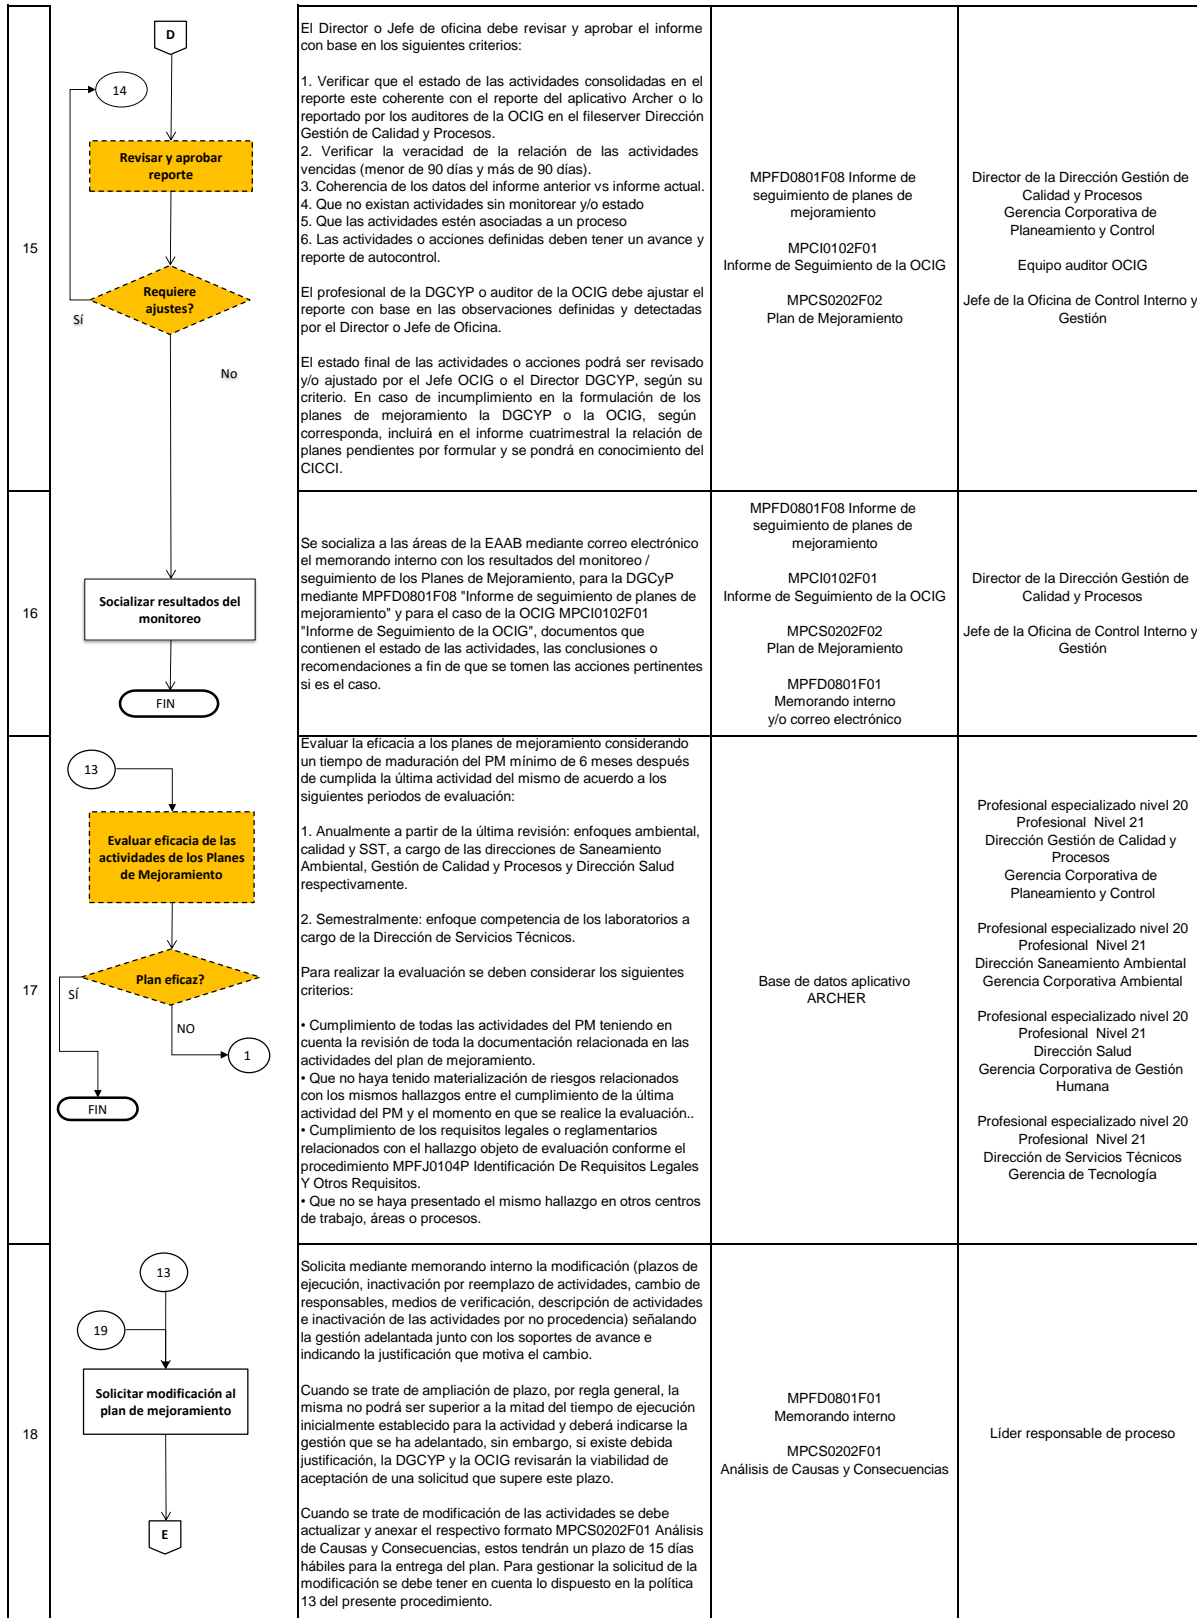 15
D
14
Revisar y aprobar
reporte
Requiere
ajustes?
Sí
No
El Director o Jefe de oficina debe revisar y aprobar el informe
con base en los siguientes criterios:
1. Verificar que el estado de las actividades consolidadas en el
reporte este coherente con el reporte del aplicativo Archer o lo
reportado por los auditores de la OCIG en el fileserver Dirección
Gestión de Calidad y Procesos.
2. Verificar la veracidad de la relación de las actividades
vencidas (menor de 90 días y más de 90 días).
3. Coherencia de los datos del informe anterior vs informe actual.
4. Que no existan actividades sin monitorear y/o estado
5. Que las actividades estén asociadas a un proceso
6. Las actividades o acciones definidas deben tener un avance y
reporte de autocontrol.
El profesional de la DGCYP o auditor de la OCIG debe ajustar el
reporte con base en las observaciones definidas y detectadas
por el Director o Jefe de Oficina.
El estado final de las actividades o acciones podrá ser revisado
y/o ajustado por el Jefe OCIG o el Director DGCYP, según su
criterio. En caso de incumplimiento en la formulación de los
planes de mejoramiento la DGCYP o la OCIG, según
corresponda, incluirá en el informe cuatrimestral la relación de
planes pendientes por formular y se pondrá en conocimiento del
CICCI.
MPFD0801F08 Informe de
seguimiento de planes de
mejoramiento
MPCI0102F01
Informe de Seguimiento de la OCIG
MPCS0202F02
Plan de Mejoramiento
Director de la Dirección Gestión de
Calidad y Procesos
Gerencia Corporativa de
Planeamiento y Control
Equipo auditor OCIG
Jefe de la Oficina de Control Interno y
Gestión
16
Socializar resultados del
monitoreo
FIN
Se socializa a las áreas de la EAAB mediante correo electrónico
el memorando interno con los resultados del monitoreo /
seguimiento de los Planes de Mejoramiento, para la DGCyP
mediante MPFD0801F08 "Informe de seguimiento de planes de
mejoramiento" y para el caso de la OCIG MPCI0102F01
"Informe de Seguimiento de la OCIG", documentos que
contienen el estado de las actividades, las conclusiones o
recomendaciones a fin de que se tomen las acciones pertinentes
si es el caso.
MPFD0801F08 Informe de
seguimiento de planes de
mejoramiento
MPCI0102F01
Informe de Seguimiento de la OCIG
MPCS0202F02
Plan de Mejoramiento
MPFD0801F01
Memorando interno
y/o correo electrónico
Director de la Dirección Gestión de
Calidad y Procesos
Jefe de la Oficina de Control Interno y
Gestión
17
13
Evaluar eficacia de las
actividades de los Planes
de Mejoramiento
Plan eficaz?
SÍ
NO
1
FIN
Evaluar la eficacia a los planes de mejoramiento considerando
un tiempo de maduración del PM mínimo de 6 meses después
de cumplida la última actividad del mismo de acuerdo a los
siguientes periodos de evaluación:
1. Anualmente a partir de la última revisión: enfoques ambiental,
calidad y SST, a cargo de las direcciones de Saneamiento
Ambiental, Gestión de Calidad y Procesos y Dirección Salud
respectivamente.
2. Semestralmente: enfoque competencia de los laboratorios a
cargo de la Dirección de Servicios Técnicos.
Para realizar la evaluación se deben considerar los siguientes
criterios:
• Cumplimiento de todas las actividades del PM teniendo en
cuenta la revisión de toda la documentación relacionada en las
actividades del plan de mejoramiento.
• Que no haya tenido materialización de riesgos relacionados
con los mismos hallazgos entre el cumplimiento de la última
actividad del PM y el momento en que se realice la evaluación..
• Cumplimiento de los requisitos legales o reglamentarios
relacionados con el hallazgo objeto de evaluación conforme el
procedimiento MPFJ0104P Identificación De Requisitos Legales
Y Otros Requisitos.
• Que no se haya presentado el mismo hallazgo en otros centros
de trabajo, áreas o procesos.
Base de datos aplicativo
ARCHER
Profesional especializado nivel 20
Profesional Nivel 21
Dirección Gestión de Calidad y
Procesos
Gerencia Corporativa de
Planeamiento y Control
Profesional especializado nivel 20
Profesional Nivel 21
Dirección Saneamiento Ambiental
Gerencia Corporativa Ambiental
Profesional especializado nivel 20
Profesional Nivel 21
Dirección Salud
Gerencia Corporativa de Gestión
Humana
Profesional especializado nivel 20
Profesional Nivel 21
Dirección de Servicios Técnicos
Gerencia de Tecnología
18
13
19
Solicitar modificación al
plan de mejoramiento
E
Solicita mediante memorando interno la modificación (plazos de
ejecución, inactivación por reemplazo de actividades, cambio de
responsables, medios de verificación, descripción de actividades
e inactivación de las actividades por no procedencia) señalando
la gestión adelantada junto con los soportes de avance e
indicando la justificación que motiva el cambio.
Cuando se trate de ampliación de plazo, por regla general, la
misma no podrá ser superior a la mitad del tiempo de ejecución
inicialmente establecido para la actividad y deberá indicarse la
gestión que se ha adelantado, sin embargo, si existe debida
justificación, la DGCYP y la OCIG revisarán la viabilidad de
aceptación de una solicitud que supere este plazo.
Cuando se trate de modificación de las actividades se debe
actualizar y anexar el respectivo formato MPCS0202F01 Análisis
de Causas y Consecuencias, estos tendrán un plazo de 15 días
hábiles para la entrega del plan. Para gestionar la solicitud de la
modificación se debe tener en cuenta lo dispuesto en la política
13 del presente procedimiento.
MPFD0801F01
Memorando interno
MPCS0202F01
Análisis de Causas y Consecuencias
Líder responsable de proceso